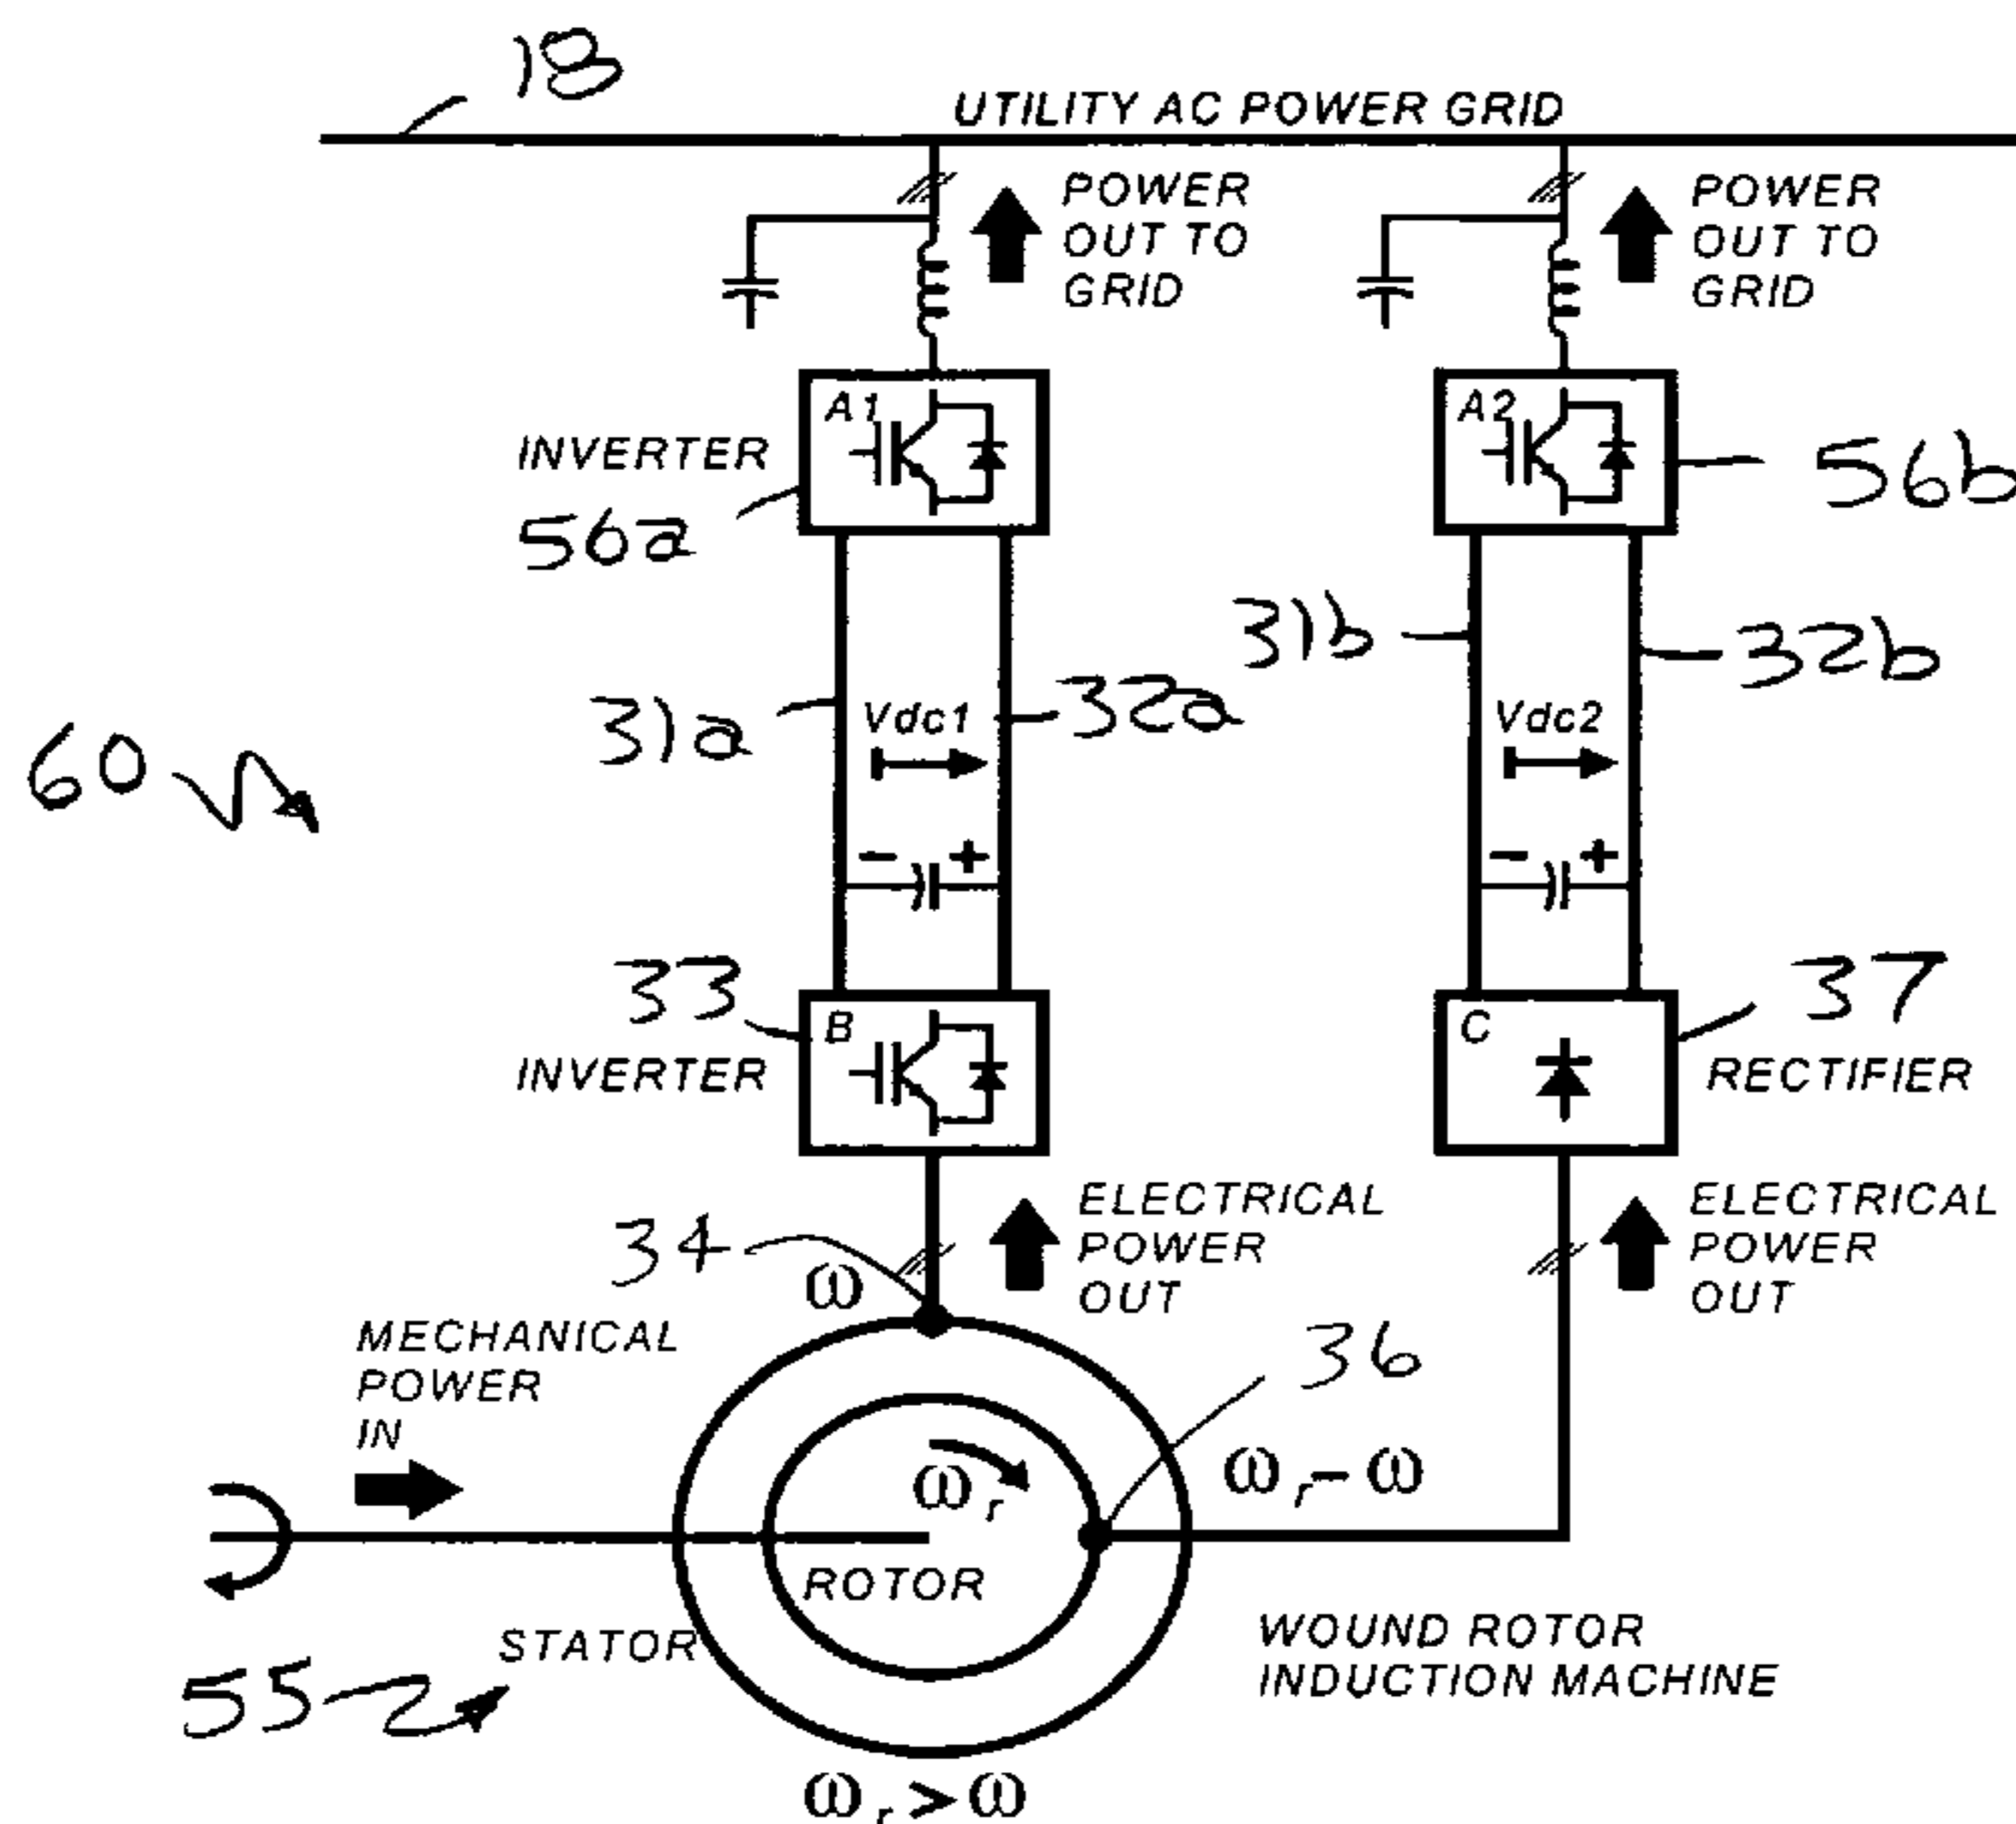 18
UTILITY AC POWER GRID
POWER
OUT TO
GRID
POWER
OUT TO
GRID
A1
INVERTER
56a
A2
56b
31a
Vdc1
32a
31b
Vdc2
32b
60
- +
- +
33
B
INVERTER
C
37
RECTIFIER
34
ω
ELECTRICAL
POWER
OUT
ELECTRICAL
POWER
OUT
MECHANICAL
POWER
IN
36
ωr
ωr- ω
ROTOR
STATOR
55
WOUND ROTOR
INDUCTION MACHINE
ωr>ω